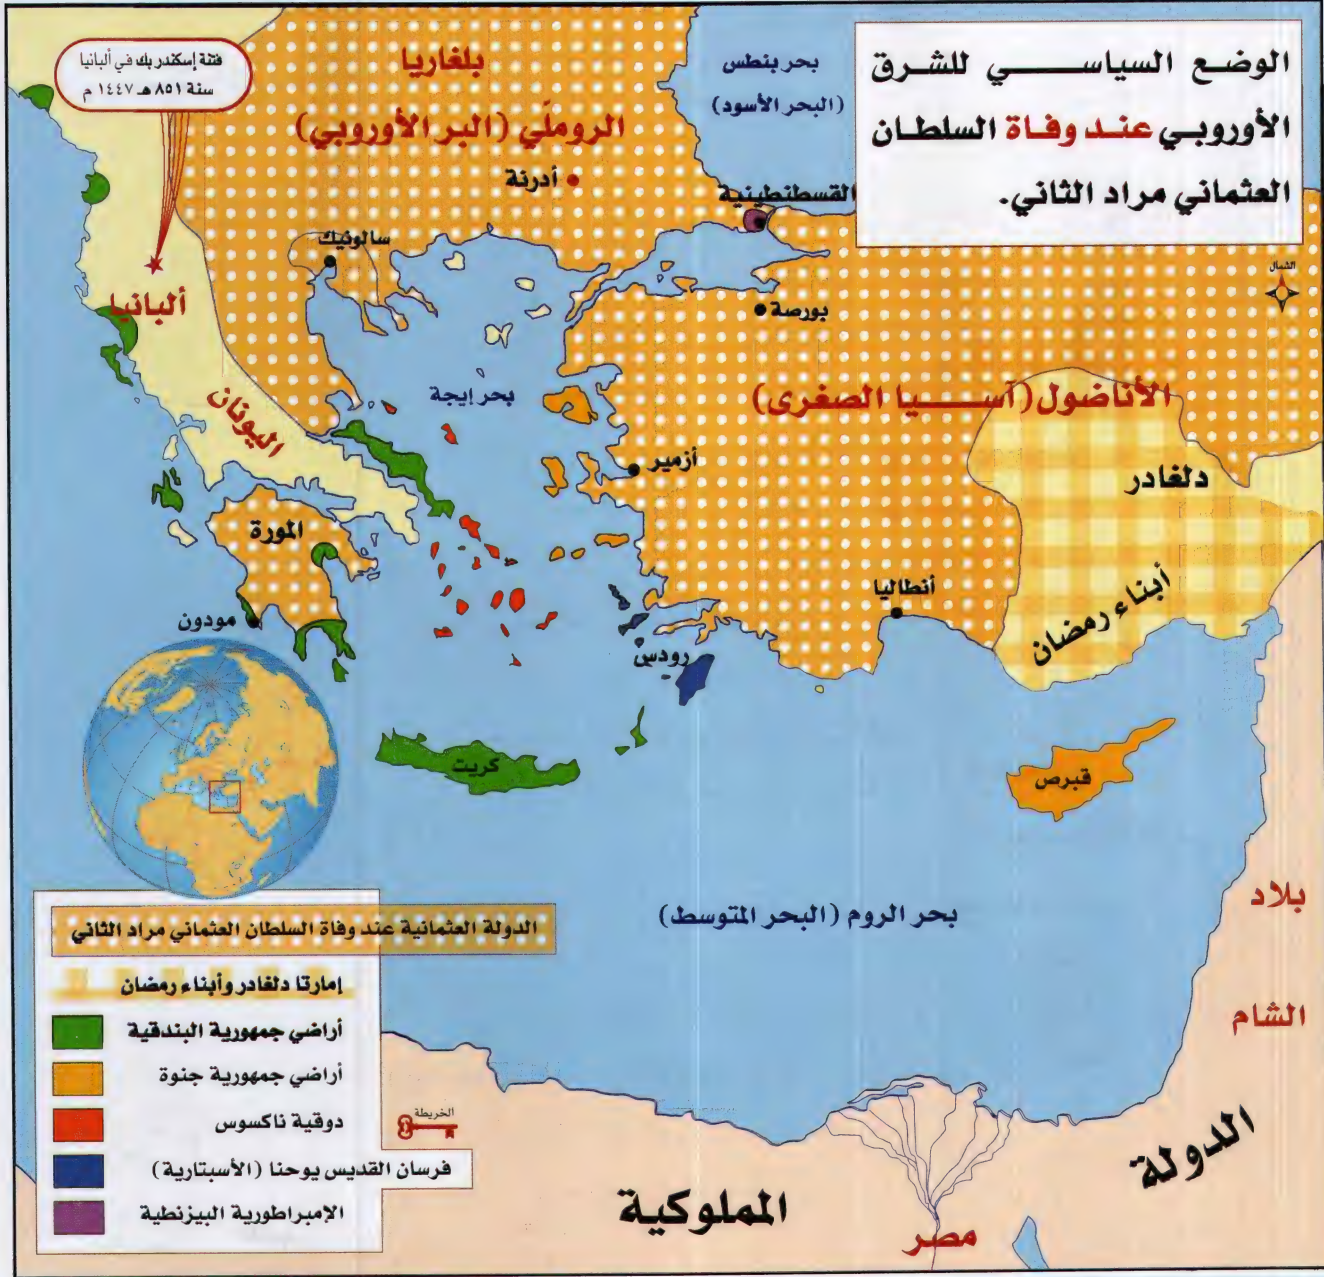 الوضع السياسي للشرق
الأوروبي عند وفاة السلطان
العثماني مراد الثاني.
فتنة إسكندر بك في ألبانيا
سنة ٨٥١ هـ ١٤٤٧ م
بلغاريا
الروملّي (البر الأوروبي)
أدرنة
بحر بنطس
(البحر الأسود)
القسطنطينية
سالونيك
الشمال
ألبانيا
بورصة
بحر إيجة
الأناضول (آسيا الصغرى)
اليونان
أزمير
دلغادر
المورة
أبناء رمضان
أنطاليا
مودون
رودس
كريت
قبرص
بحر الروم (البحر المتوسط)
بلاد
الشام
الدولة
المملوكية
مصر
الدولة العثمانية عند وفاة السلطان العثماني مراد الثاني
إمارتا دلغادر وأبناء رمضان
أراضي جمهورية البندقية
أراضي جمهورية جنوة
دوقية ناكسوس
الخريطة
فرسان القديس يوحنا (الأسبتارية)
الإمبراطورية البيزنطية